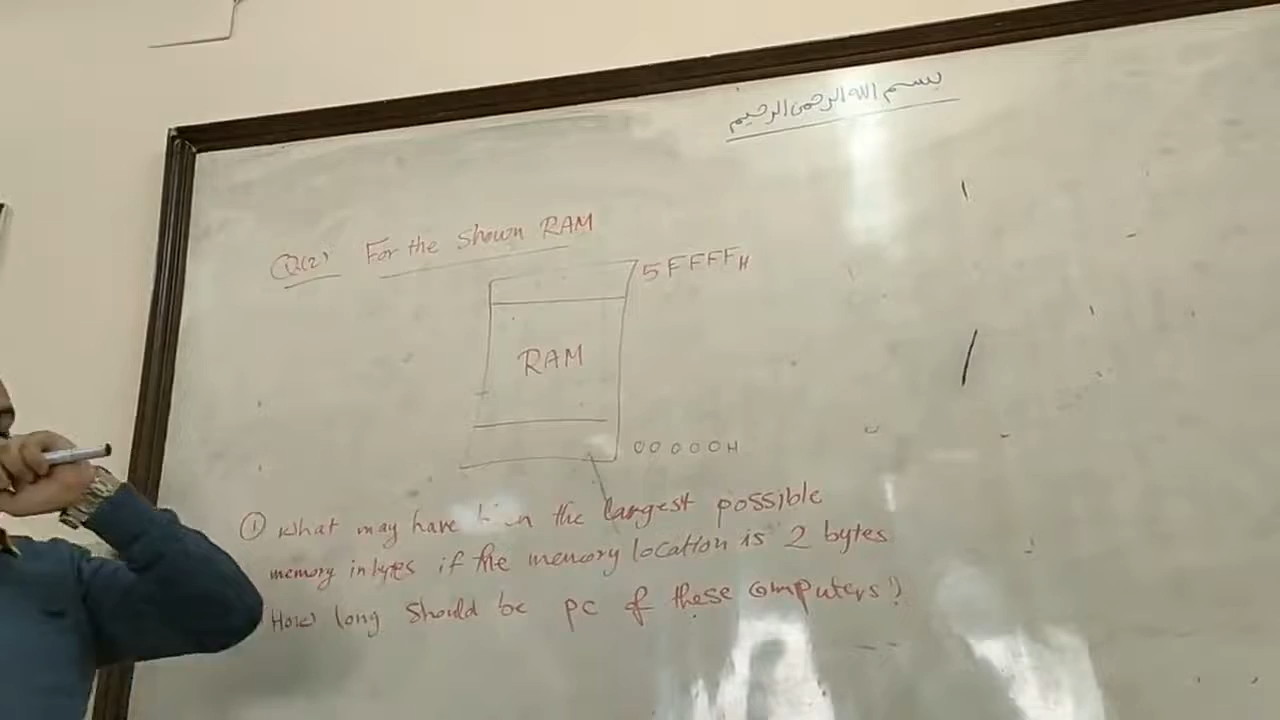 بسم الله الرحمن الرحيم
Q(2) For the shown RAM
5FFFFH
RAM
00000H
① What may have the largest possible
memory in bytes if the memory location is 2 bytes
How long should be pc of these computers?